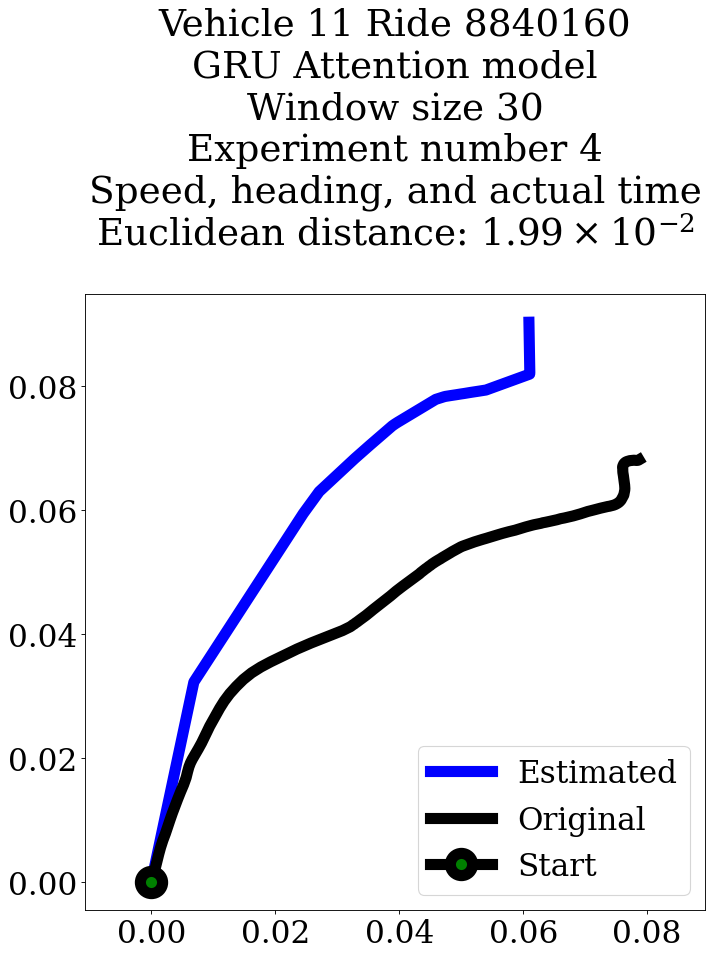 Vehicle 11 Ride 8840160
GRU Attention model
Window size 30
Experiment number 4
Speed, heading, and actual time
Euclidean distance: 1.99 × 10⁻²
0.08
0.06
0.04
0.02
0.00
Estimated
Original
Start
0.00 0.02 0.04 0.06 0.08